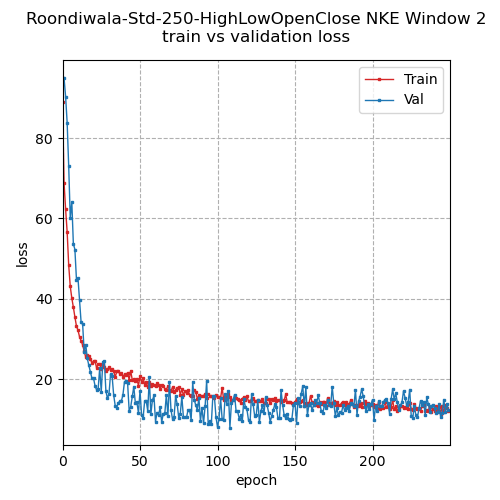 Roondiwala-Std-250-HighLowOpenClose NKE Window 2
train vs validation loss
Train
Val
80
60
40
20
loss
0
50
100
150
200
epoch